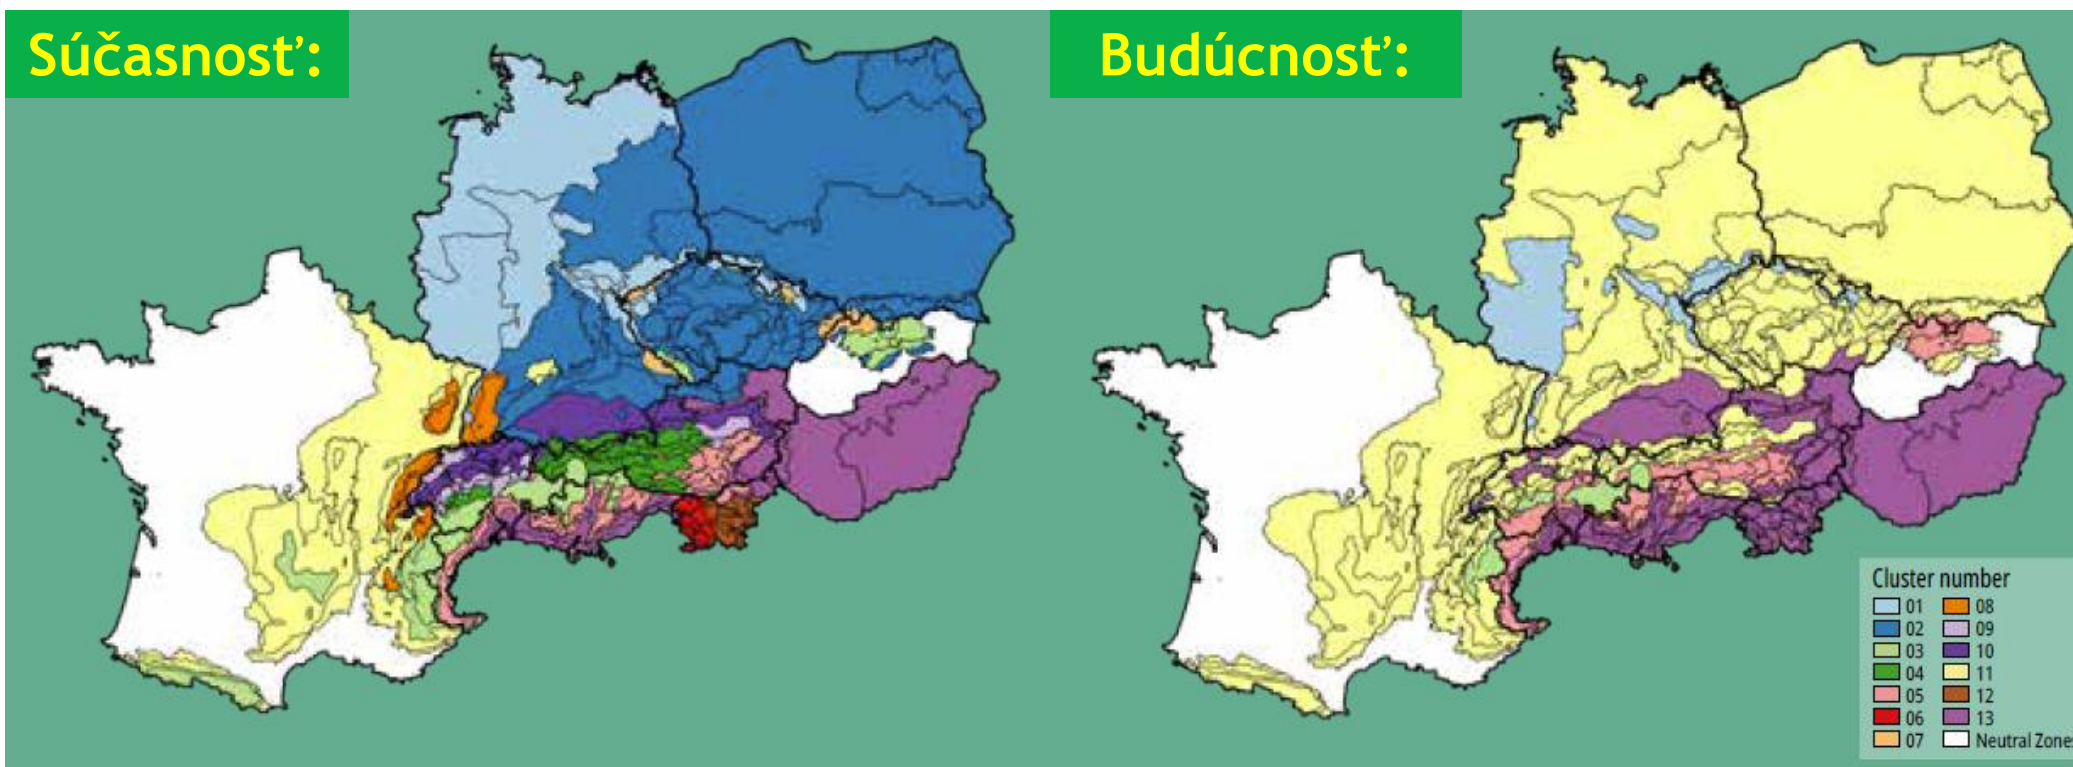 Súčasnosť:
Budúcnosť:
Cluster number
01 08
02 09
03 10
04 11
05 12
06 13
07 Neutral Zone